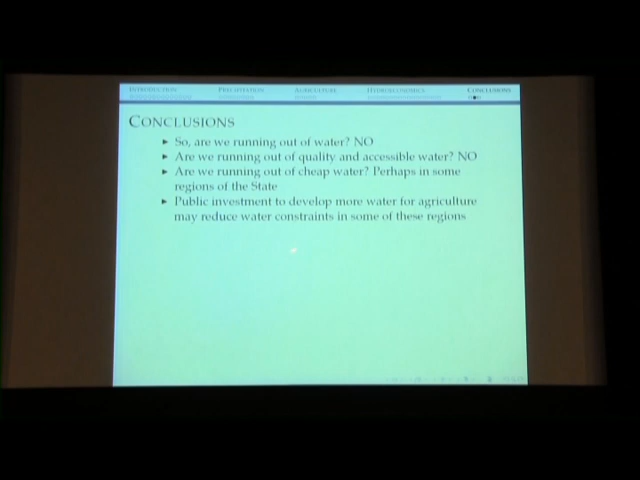 INTRODUCTION PRECIPITATION AGRICULTURE HYDROECONOMICS CONCLUSIONS
CONCLUSIONS
So, are we running out of water? NO
Are we running out of quality and accessible water? NO
Are we running out of cheap water? Perhaps in some
regions of the State
Public investment to develop more water for agriculture
may reduce water constraints in some of these regions